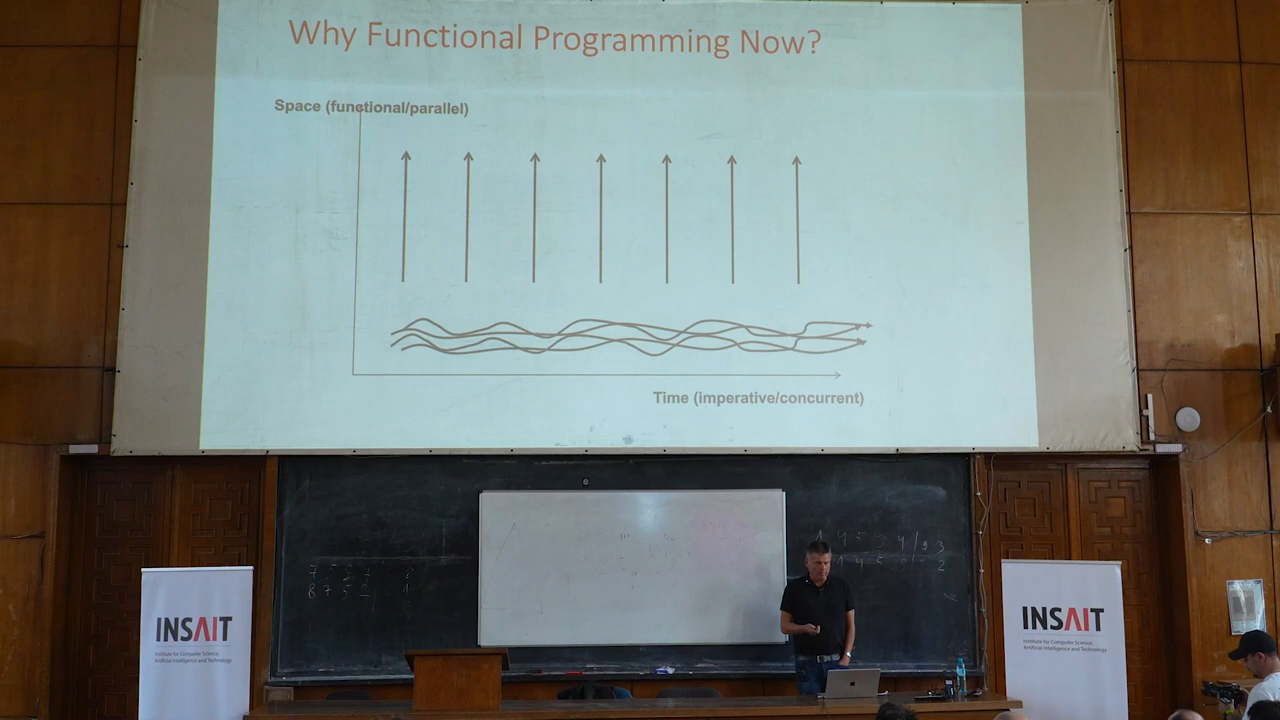 Why Functional Programming Now?
Space (functional/parallel)
Time (imperative/concurrent)
INSAIT
Institute for Computer Science,
Artificial Intelligence and Technology
INSAIT
Institute for Computer Science,
Artificial Intelligence and Technology